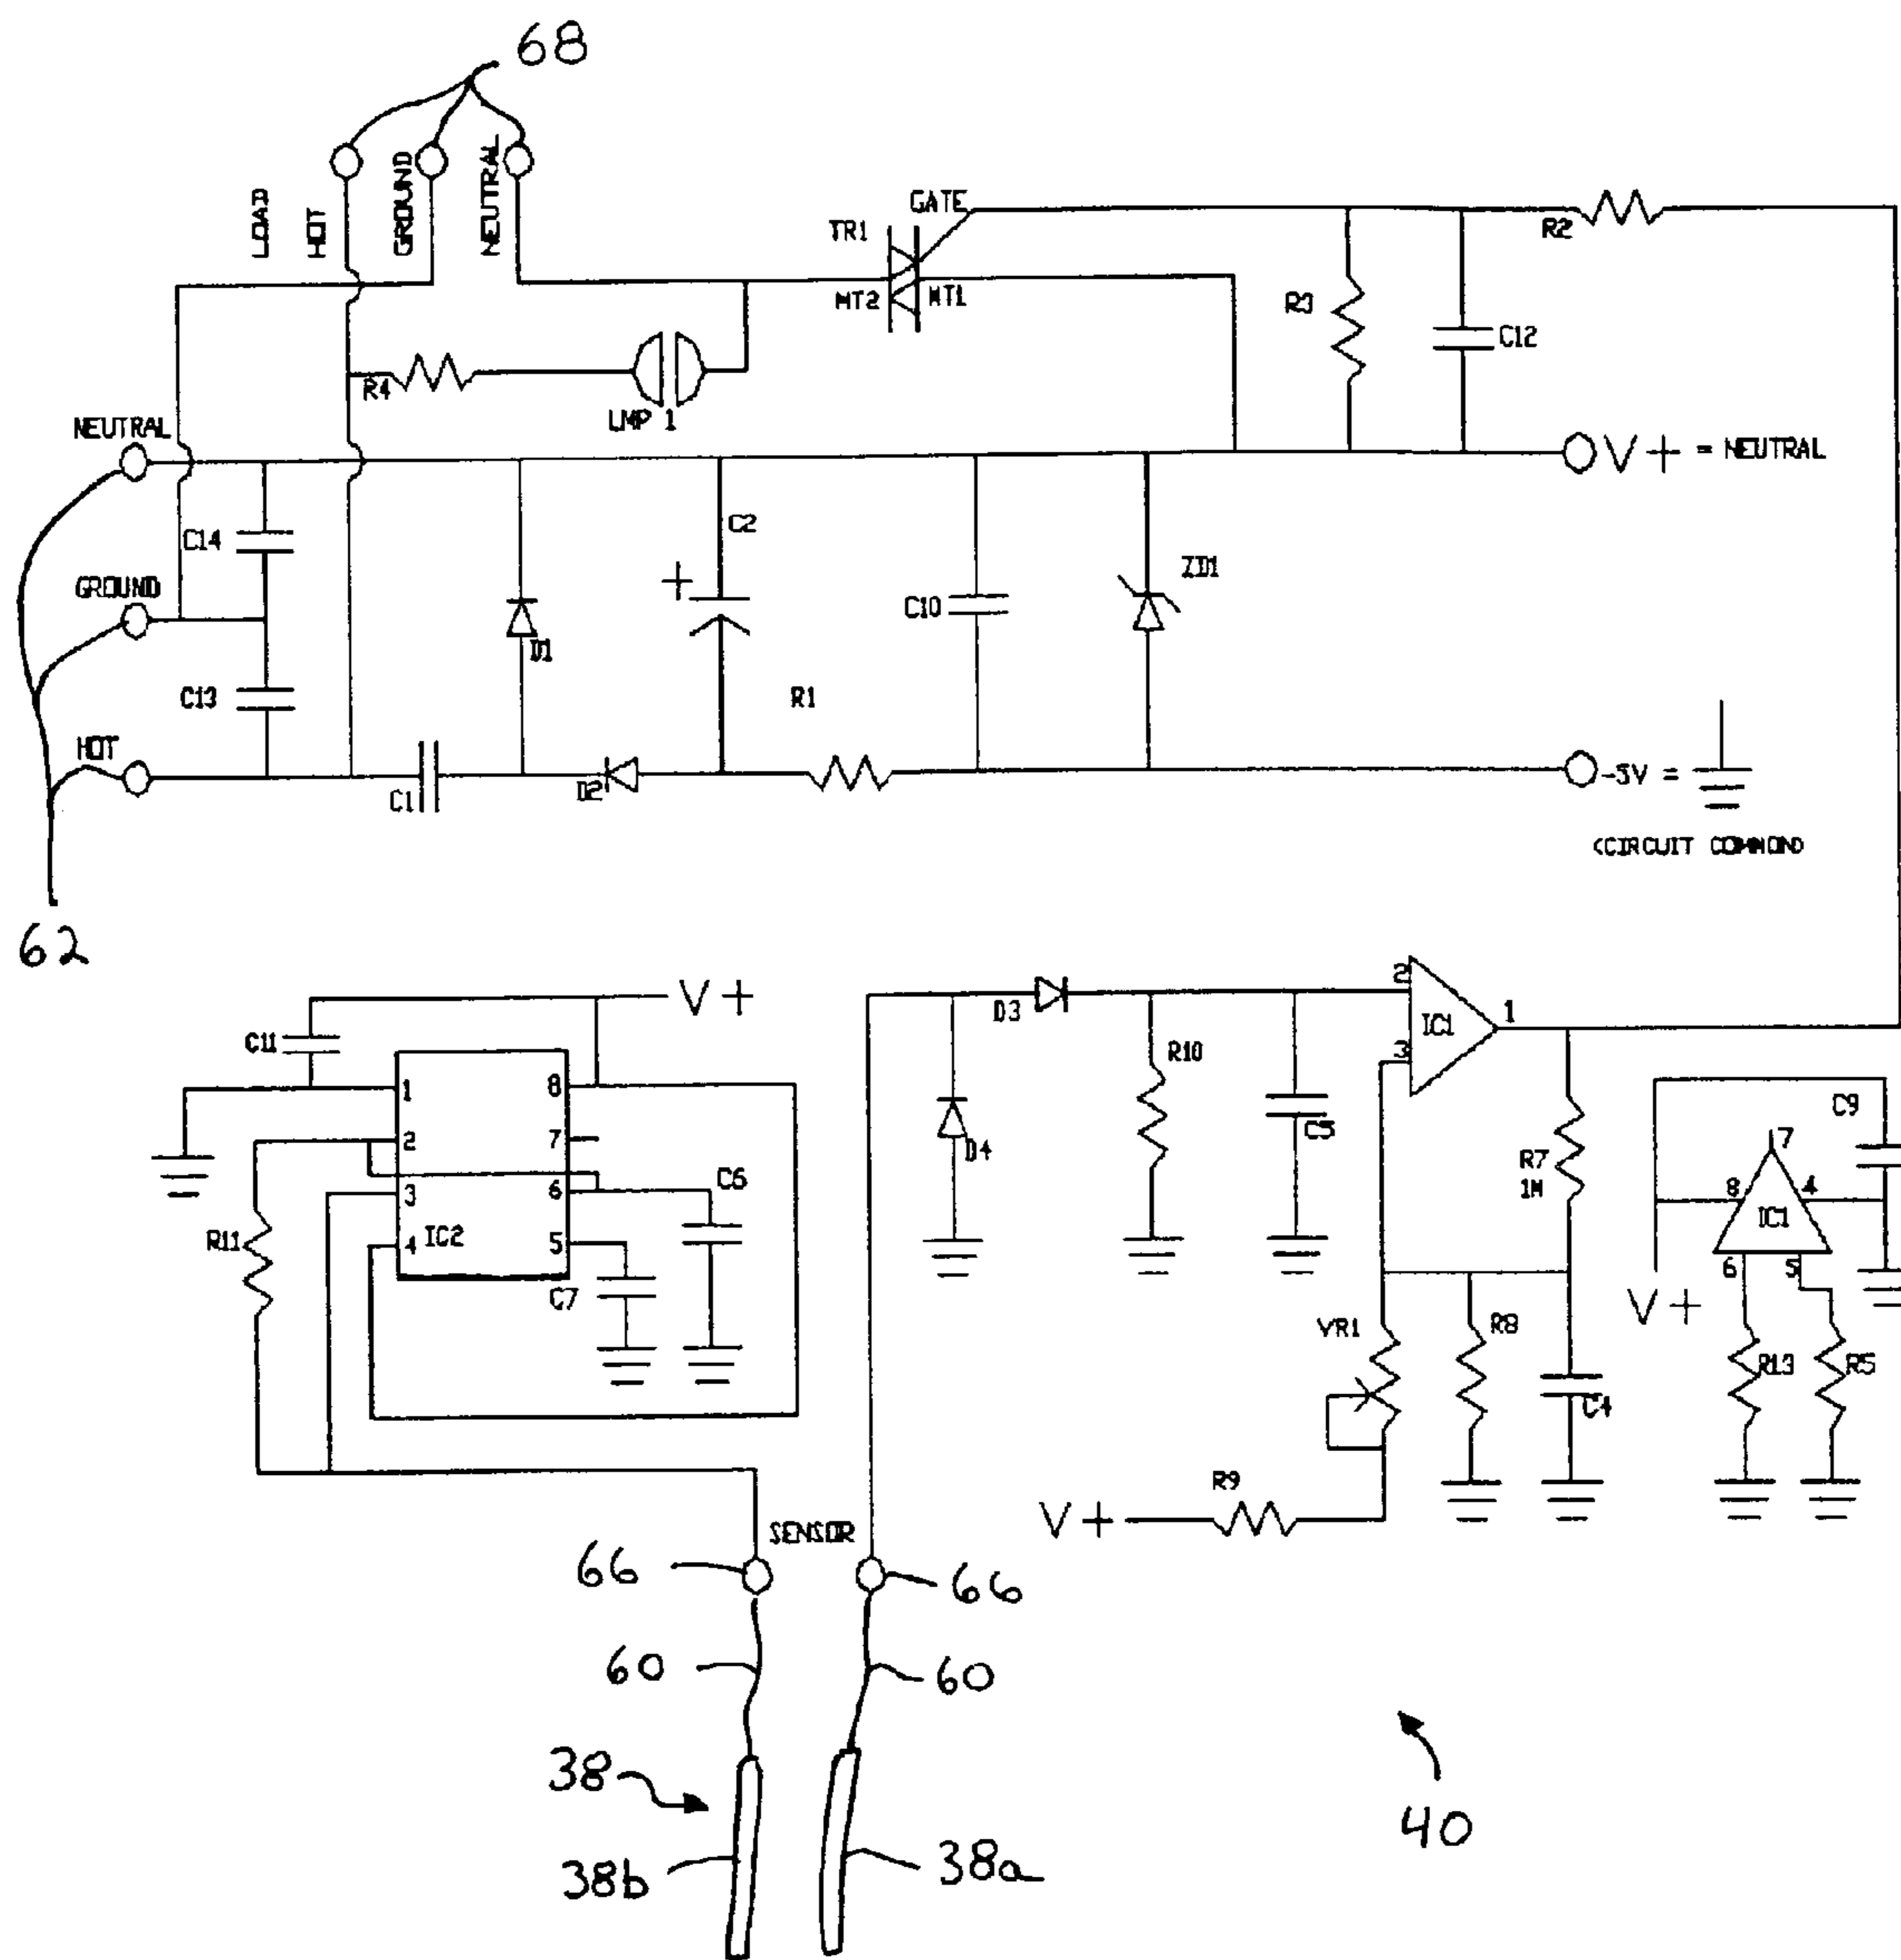 68
LOAD
HOT
GROUND
NEUTRAL
GATE
TR1
MT2
MT1
R2
R3
C12
R4
LMP 1
NEUTRAL
V + = NEUTRAL
C14
C2
+
ZD1
GROUND
C10
D1
C13
R1
HOT
C1
D2
-5V =
(CIRCUIT COMMON)
62
V +
C11
1
8
2
7
3
6
4
5
IC2
R11
C6
C7
D3
D4
R10
C5
2
3
IC1
1
R7
1M
C9
7
8
4
IC1
6
5
V +
R13
R5
VR1
R8
C4
R9
V +
SENSOR
66
66
60
60
38
38b
38a
40